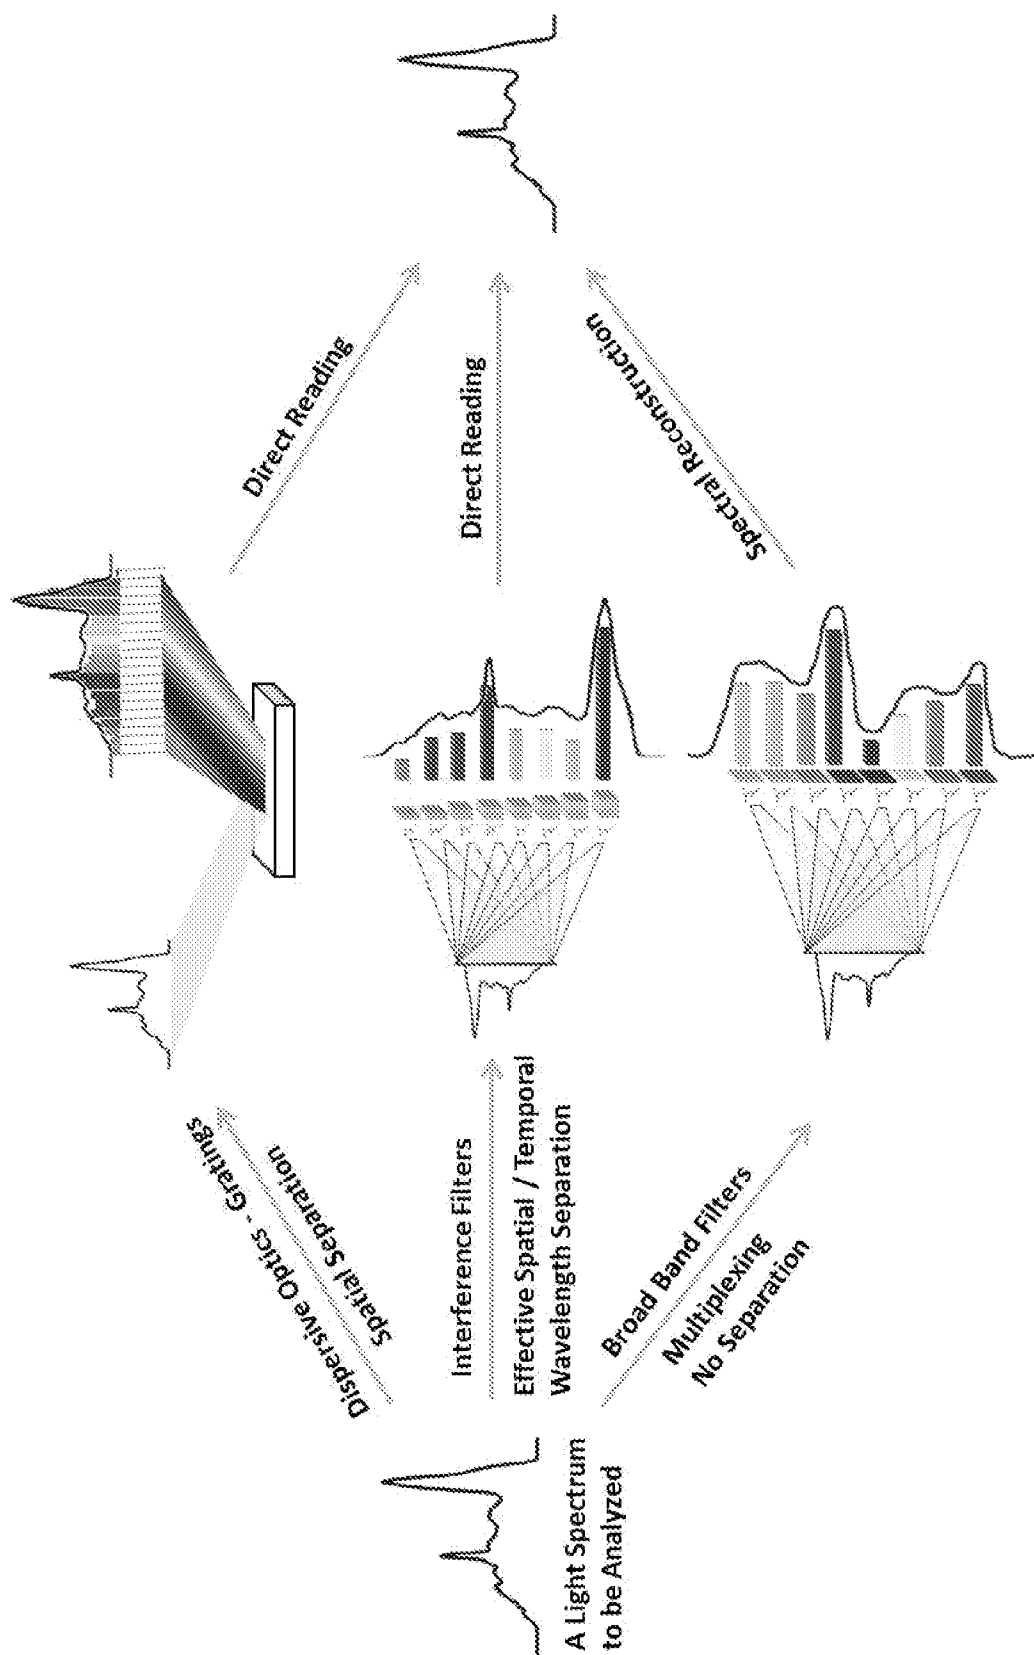 A Light Spectrum
to be Analyzed
Dispersive Optics - Gratings
Spatial Separation
Interference Filters
Effective Spatial / Temporal
Wavelength Separation
Broad Band Filters
Multiplexing
No Separation
Direct Reading
Direct Reading
Spectral Reconstruction